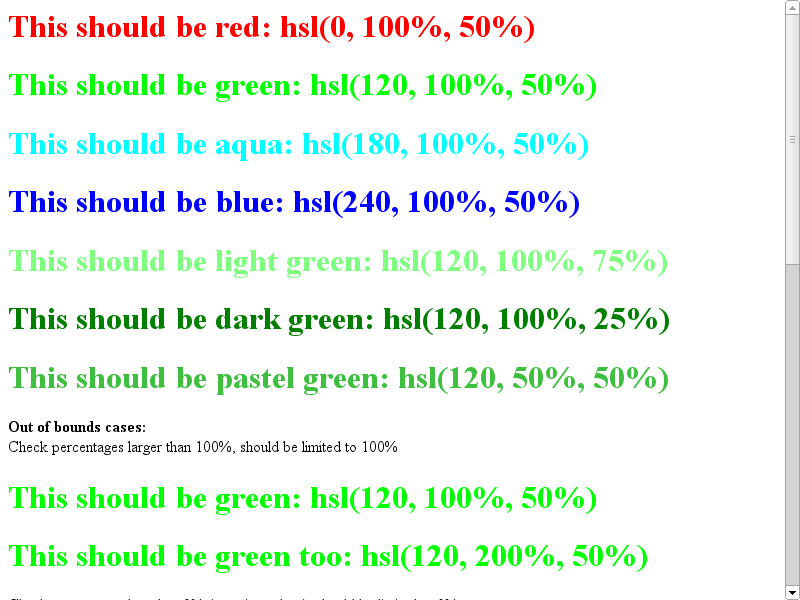 This should be red: hsl(0, 100%, 50%)
This should be green: hsl(120, 100%, 50%)
This should be aqua: hsl(180, 100%, 50%)
This should be blue: hsl(240, 100%, 50%)
This should be light green: hsl(120, 100%, 75%)
This should be dark green: hsl(120, 100%, 25%)
This should be pastel green: hsl(120, 50%, 50%)
Out of bounds cases:
Check percentages larger than 100%, should be limited to 100%
This should be green: hsl(120, 100%, 50%)
This should be green too: hsl(120, 200%, 50%)